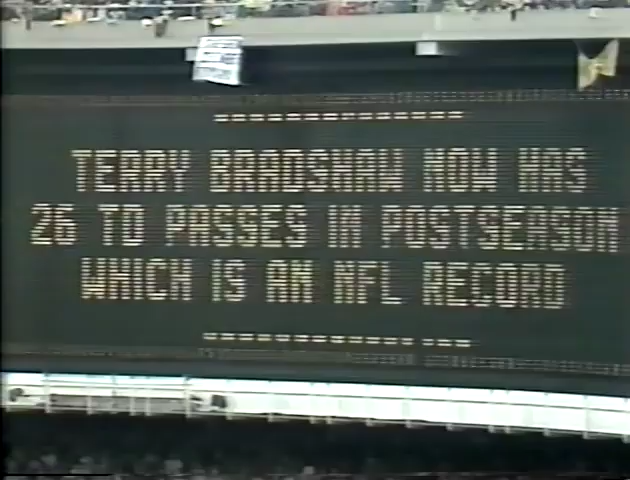 TERRY BRADSHAW NOW HAS
26 TD PASSES IN POSTSEASON
WHICH IS AN NFL RECORD